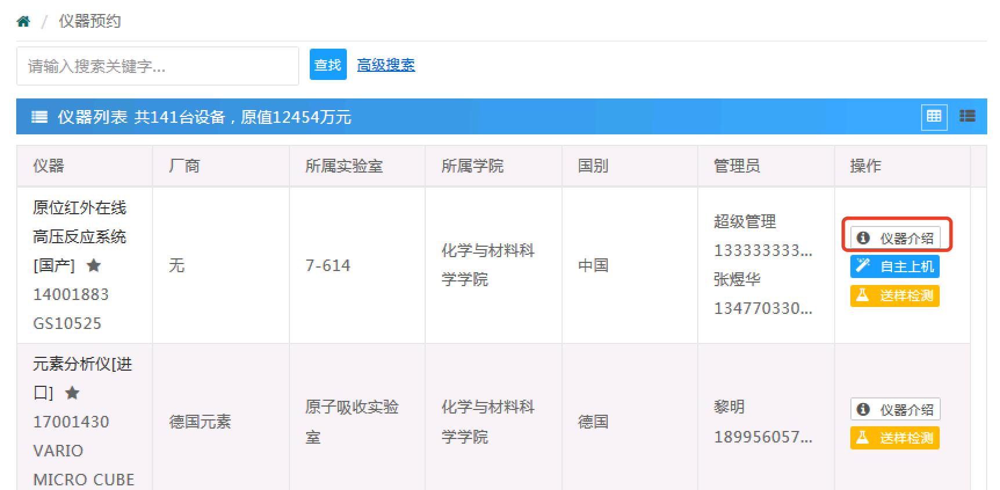 / 仪器预约
请输入搜索关键字...
查找 高级搜索
仪器列表 共141台设备，原值12454万元
仪器 厂商 所属实验室 所属学院 国别 管理员 操作
原位红外在线
高压反应系统
[国产] ★
14001883
GS10525
无
7-614
化学与材料科
学学院
中国
超级管理
133333333...
张煜华
134770330...
仪器介绍
自主上机
送样检测
元素分析仪[进
口] ★
17001430
VARIO
MICRO CUBE
德国元素
原子吸收实验
室
化学与材料科
学学院
德国
黎明
189956057...
仪器介绍
送样检测